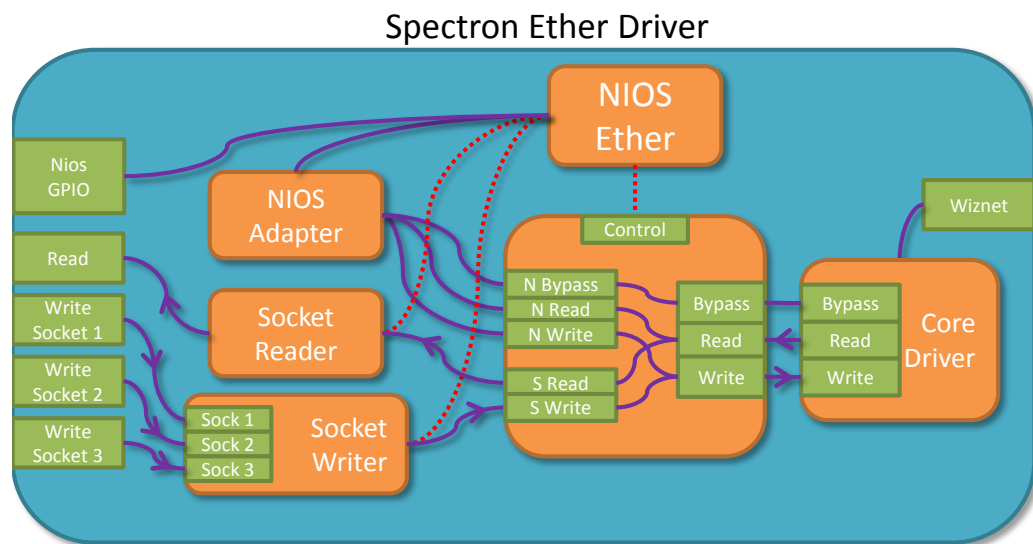 Spectron Ether Driver
NIOS
Ether
Nios
GPIO
NIOS
Adapter
Wiznet
Control
Read
N Bypass
N Read
N Write
S Read
S Write
Bypass
Read
Write
Bypass
Read
Write
Core
Driver
Write
Socket 1
Socket
Reader
Write
Socket 2
Write
Socket 3
Sock 1
Sock 2
Sock 3
Socket
Writer